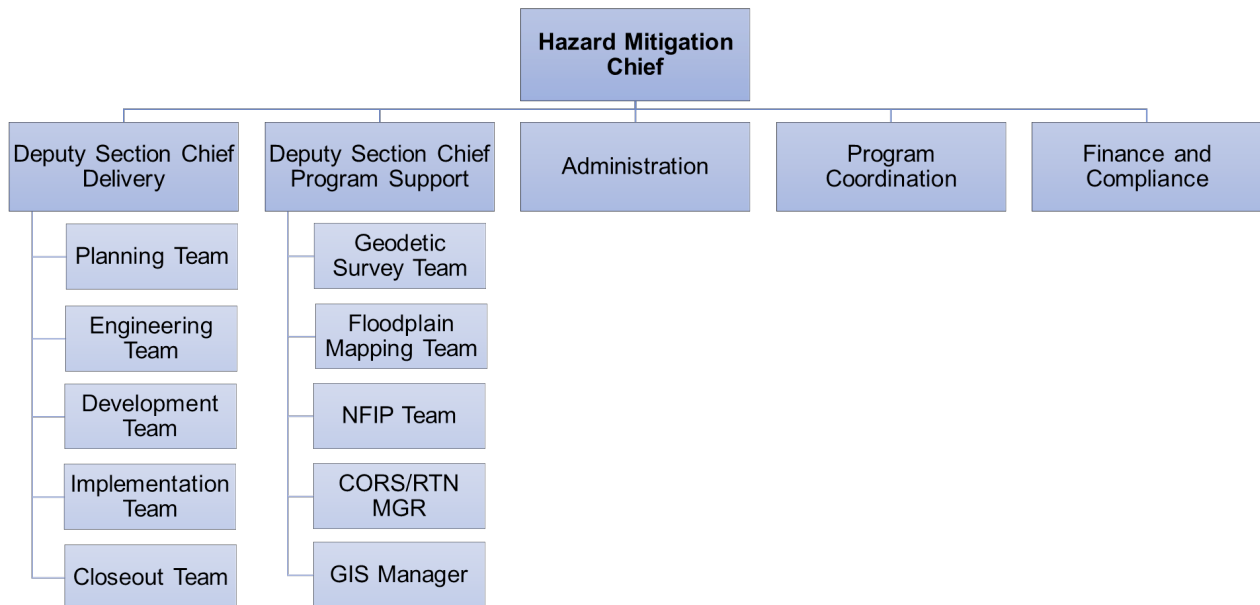 Hazard Mitigation
Chief
Deputy Section Chief
Delivery
Deputy Section Chief
Program Support
Administration
Program
Coordination
Finance and
Compliance
Planning Team
Engineering
Team
Development
Team
Implementation
Team
Closeout Team
Geodetic
Survey Team
Floodplain
Mapping Team
NFIP Team
CORS/RTN
MGR
GIS Manager